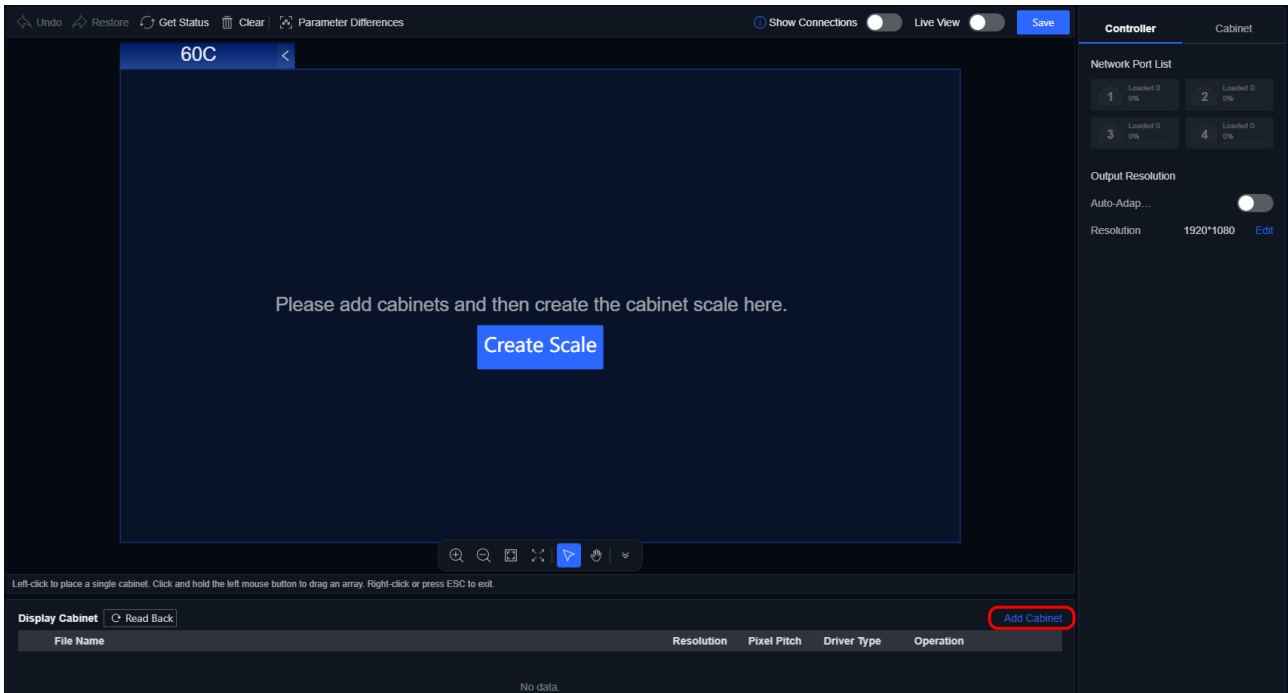 Undo Restore Get Status Clear Parameter Differences Show Connections Live View Save
Controller Cabinet
60C
Network Port List
1 Loaded 0 0%
2 Loaded 0 0%
3 Loaded 0 0%
4 Loaded 0 0%
Output Resolution
Auto-Adap...
Resolution 1920*1080 Edit
Please add cabinets and then create the cabinet scale here.
Create Scale
Left-click to place a single cabinet. Click and hold the left mouse button to drag an array. Right-click or press ESC to exit.
Display Cabinet Read Back Add Cabinet
File Name Resolution Pixel Pitch Driver Type Operation
No data.